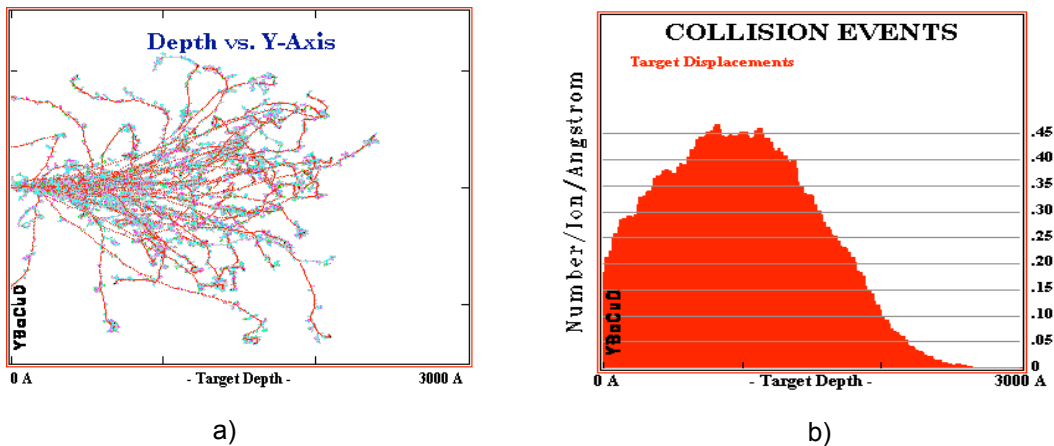 Depth vs. Y-Axis
YBaCuO
0 A
- Target Depth -
3000 A
a)
COLLISION EVENTS
Target Displacements
Number/Ion/Angstrom
.45
.40
.35
.30
.25
.20
.15
.10
.05
0
YBaCuO
0 A
- Target Depth -
3000 A
b)